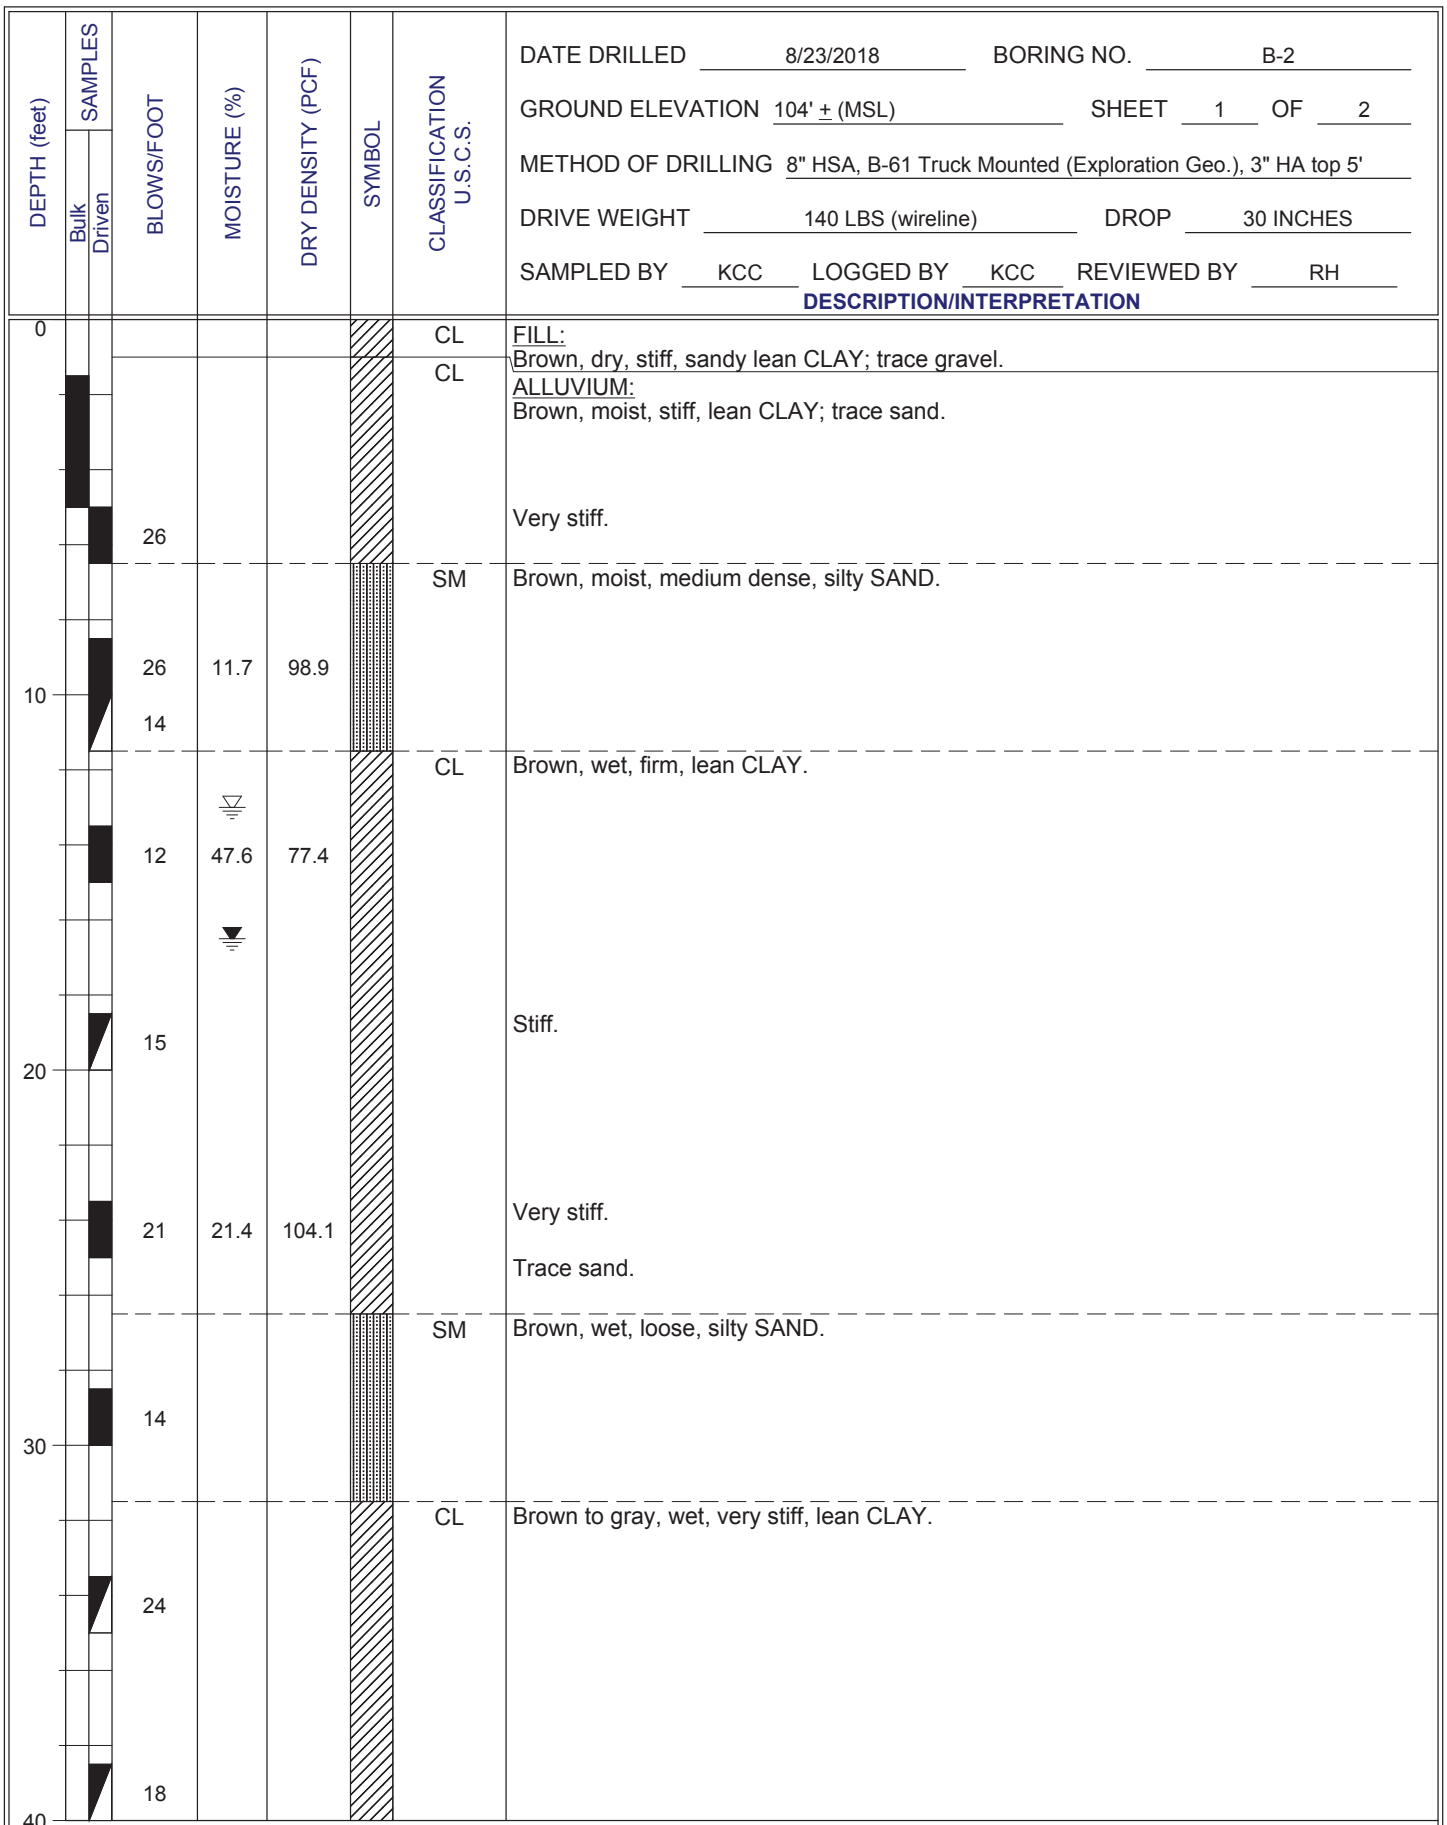 DEPTH (feet)
SAMPLES
Bulk
Driven
BLOWS/FOOT
MOISTURE (%)
DRY DENSITY (PCF)
SYMBOL
CLASSIFICATION
U.S.C.S.
DATE DRILLED 8/23/2018 BORING NO. B-2
GROUND ELEVATION 104' ± (MSL) SHEET 1 OF 2
METHOD OF DRILLING 8" HSA, B-61 Truck Mounted (Exploration Geo.), 3" HA top 5'
DRIVE WEIGHT 140 LBS (wireline) DROP 30 INCHES
SAMPLED BY KCC LOGGED BY KCC REVIEWED BY RH
DESCRIPTION/INTERPRETATION
0 CL FILL:
Brown, dry, stiff, sandy lean CLAY; trace gravel.
CL ALLUVIUM:
Brown, moist, stiff, lean CLAY; trace sand.
Very stiff.
26
SM Brown, moist, medium dense, silty SAND.
26 11.7 98.9
10
14
CL Brown, wet, firm, lean CLAY.
12 47.6 77.4
Stiff.
15
20
Very stiff.
21 21.4 104.1
Trace sand.
SM Brown, wet, loose, silty SAND.
14
30
CL Brown to gray, wet, very stiff, lean CLAY.
24
18
40